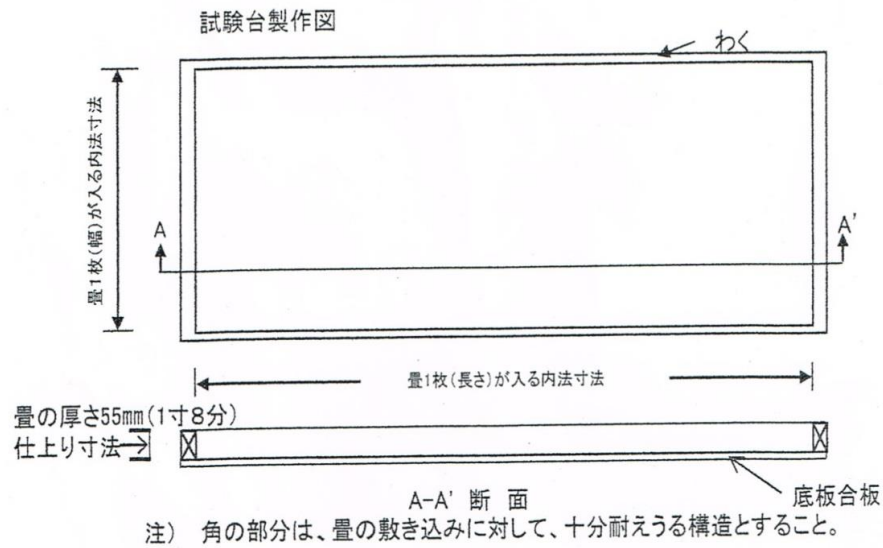 試験台製作図
わく
畳1枚(幅)が入る内法寸法
A
A'
畳1枚(長さ)が入る内法寸法
畳の厚さ55mm(1寸8分)
仕上り寸法
A-A' 断 面
底板合板
注) 角の部分は、畳の敷き込みに対して、十分耐えうる構造とすること。